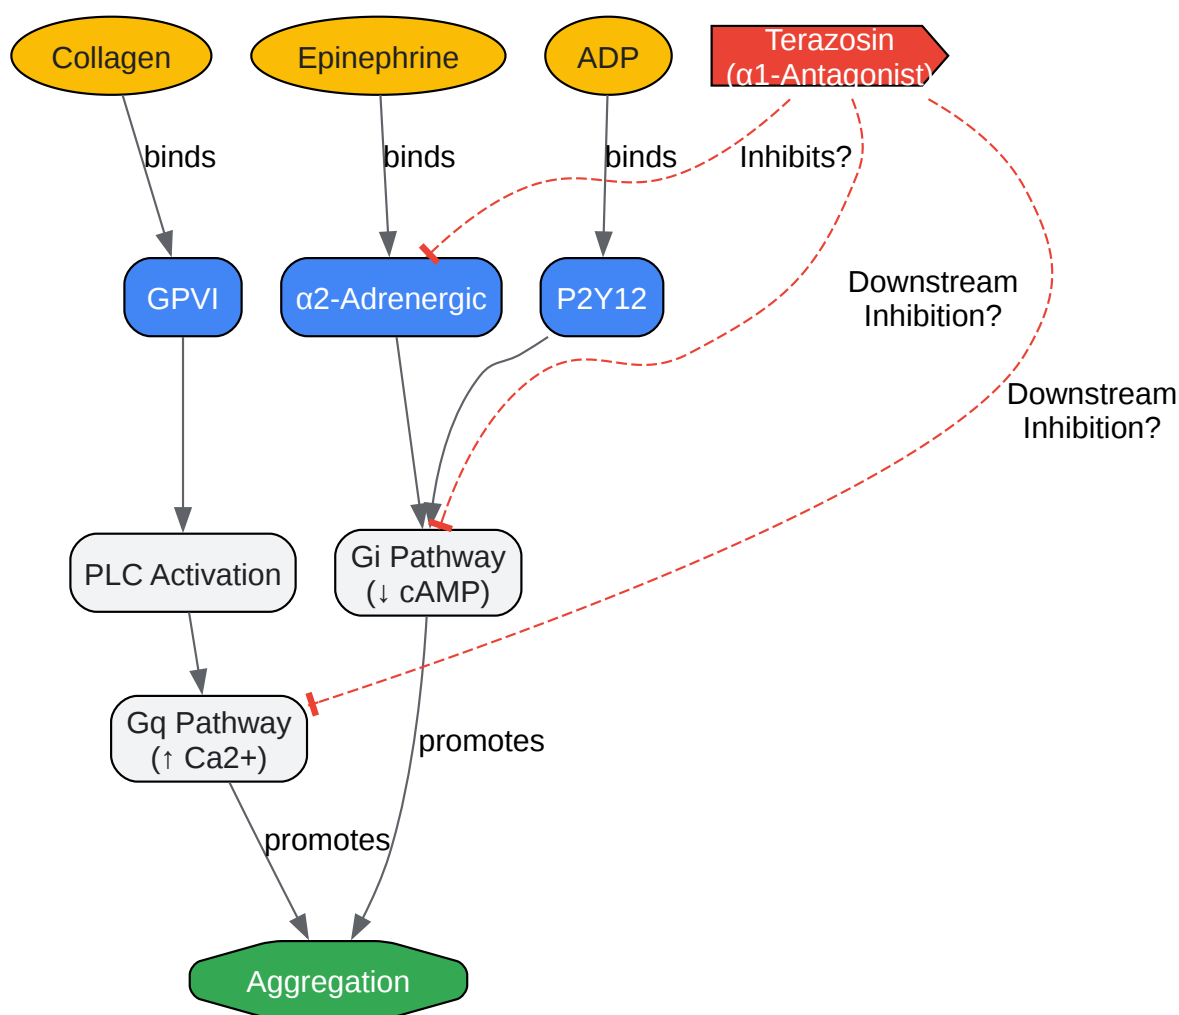 Collagen
Epinephrine
ADP
Terazosin
(α1-Antagonist)
binds
binds
binds
Inhibits?
GPVI
α2-Adrenergic
P2Y12
Downstream
Inhibition?
Downstream
Inhibition?
PLC Activation
Gi Pathway
(↓ cAMP)
Gq Pathway
(↑ Ca2+)
promotes
promotes
Aggregation